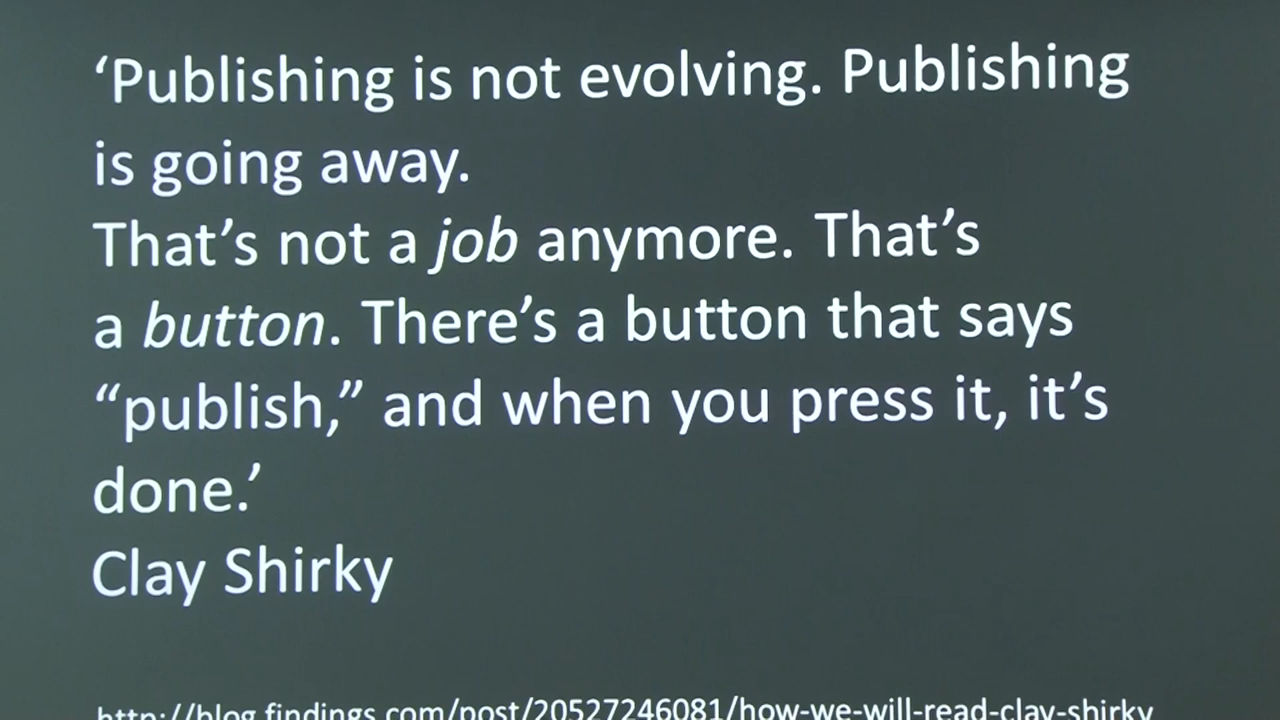 ‘Publishing is not evolving. Publishing
is going away.
That’s not a job anymore. That’s
a button. There’s a button that says
“publish,” and when you press it, it’s
done.’
Clay Shirky
http://blog.findings.com/post/20527246081/how-we-will-read-clay-shirky